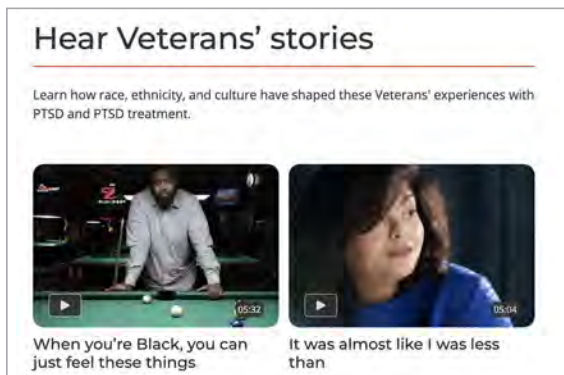 Hear Veterans’ stories
Learn how race, ethnicity, and culture have shaped these Veterans’ experiences with
PTSD and PTSD treatment.
05:32
05:04
When you’re Black, you can
just feel these things
It was almost like I was less
than